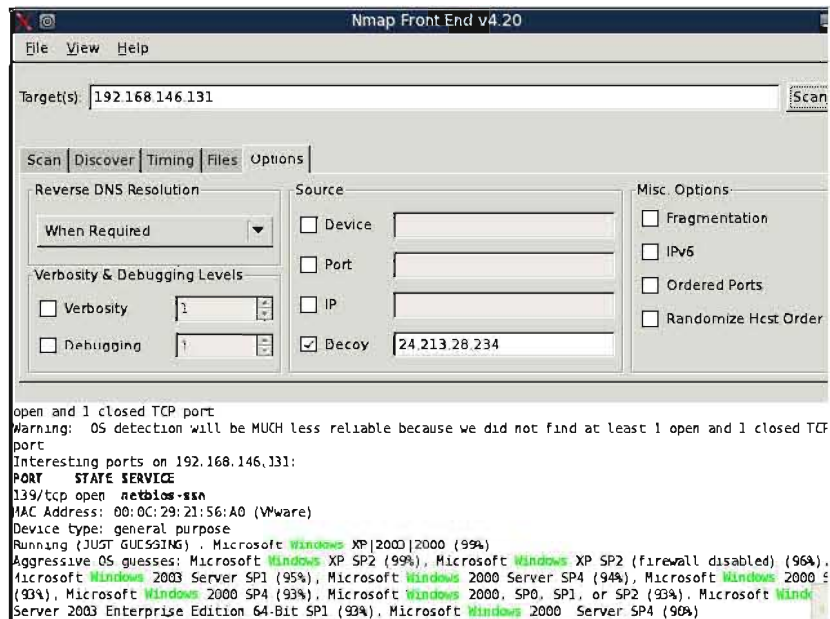 Nmap Front End v4.20
File View Help
Target(s): 192.168.146.131
Scan
Scan Discover Timing Files Options
Reverse DNS Resolution
When Required
Verbosity & Debugging Levels
Verbosity 1
Debugging 1
Source
Device
Port
IP
Decoy 24.213.28.234
Misc. Options
Fragmentation
IPv6
Ordered Ports
Randomize Host Order
open and 1 closed TCP port
Warning: OS detection will be MUCH less reliable because we did not find at least 1 open and 1 closed TCP
port
Interesting ports on 192.168.146.131:
PORT STATE SERVICE
139/tcp open netbios-ssn
MAC Address: 00:0C:29:21:56:A0 (VMware)
Device type: general purpose
Running (JUST GUESSING) : Microsoft Windows XP|2003|2000 (99%)
Aggressive OS guesses: Microsoft Windows XP SP2 (99%), Microsoft Windows XP SP2 (firewall disabled) (96%),
Microsoft Windows 2003 Server SP1 (95%), Microsoft Windows 2000 Server SP4 (94%), Microsoft Windows 2000 S
(93%), Microsoft Windows 2000 SP4 (93%), Microsoft Windows 2000, SP0, SP1, or SP2 (93%), Microsoft Wind
Server 2003 Enterprise Edition 64-Bit SP1 (93%), Microsoft Windows 2000 Server SP4 (90%)